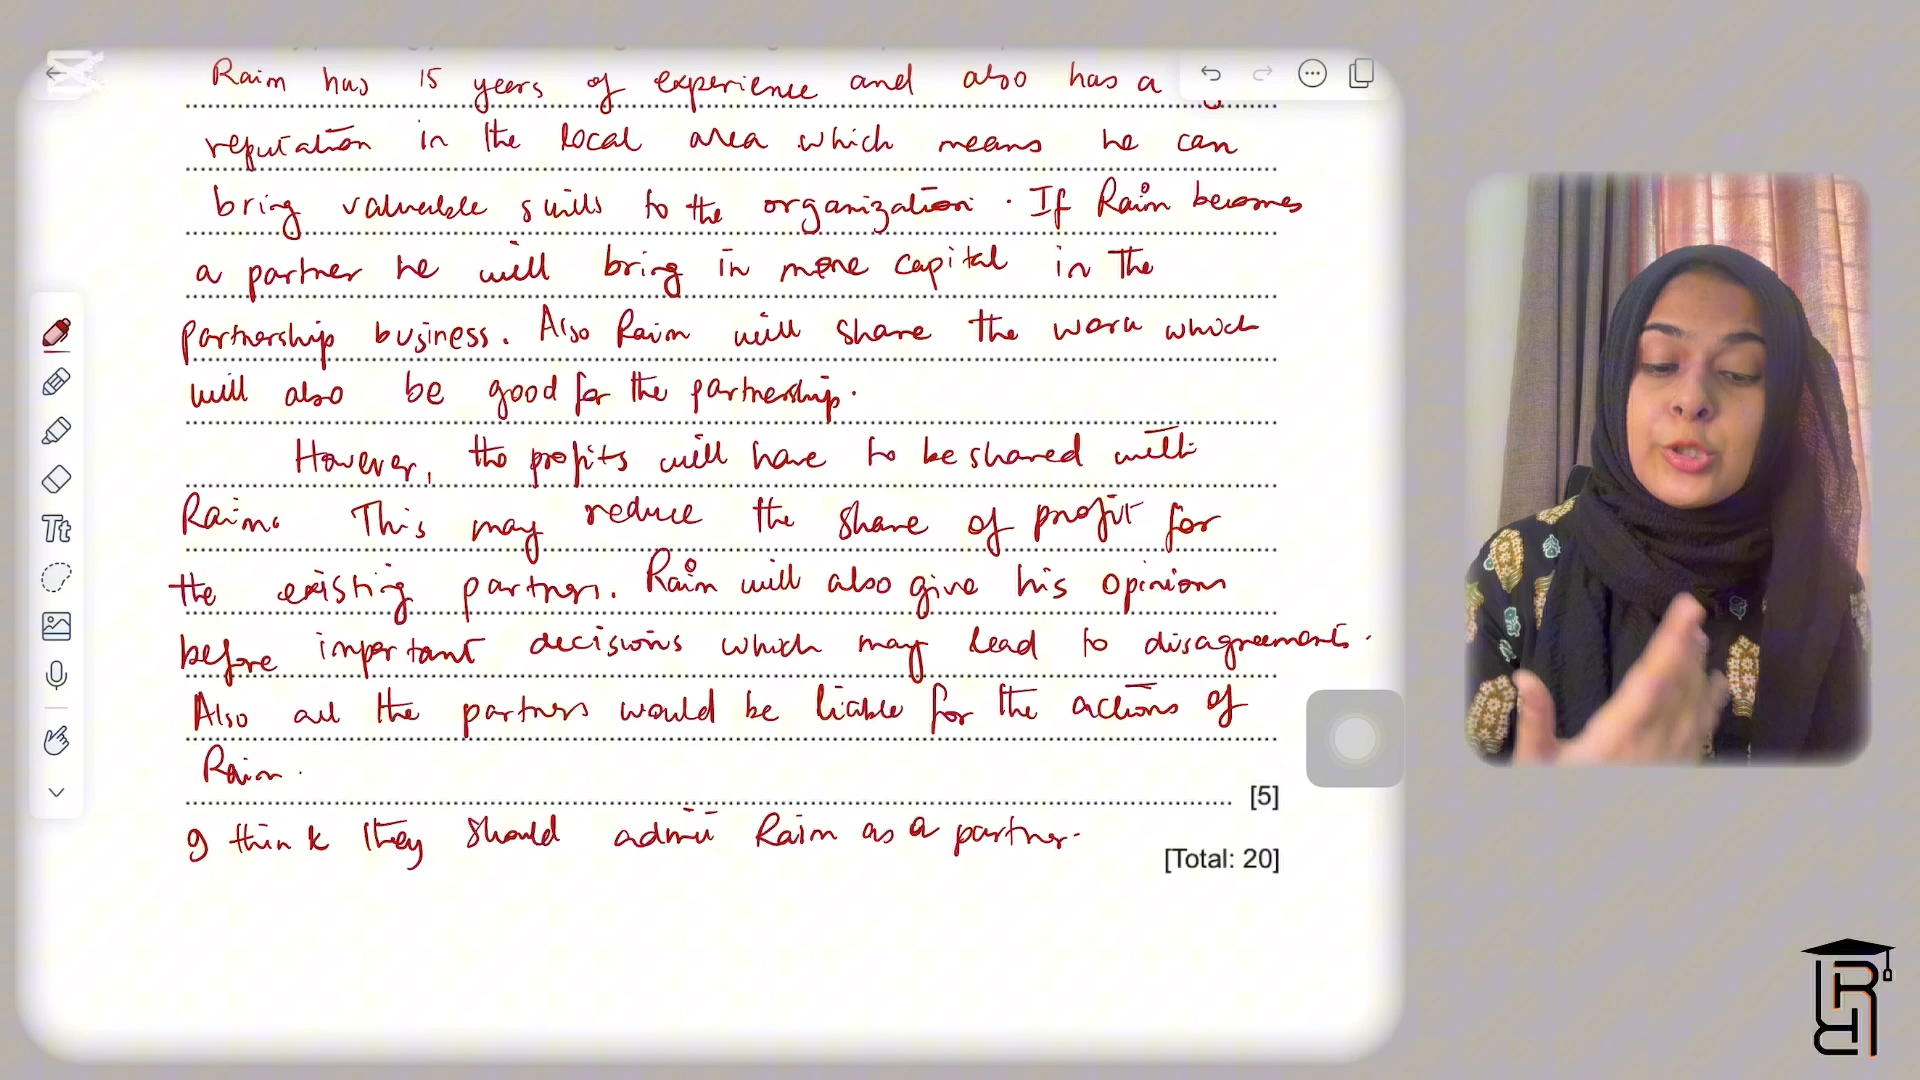 Raim has 15 years of experience and also has a
reputation in the local area which means he can
bring valuable skills to the organization. If Raim becomes
a partner he will bring in more capital in the
partnership business. Also Raim will share the work which
will also be good for the partnership.
However, the profits will have to be shared with
Raim. This may reduce the share of profit for
the existing partners. Raim will also give his opinions
before important decisions which may lead to disagreements.
Also all the partners would be liable for the actions of
Raim.
[5]
I think they should admit Raim as a partner.
[Total: 20]
Tt